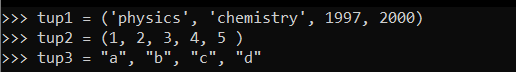 >>> tup1 = ('physics', 'chemistry', 1997, 2000)
>>> tup2 = (1, 2, 3, 4, 5 )
>>> tup3 = "a", "b", "c", "d"